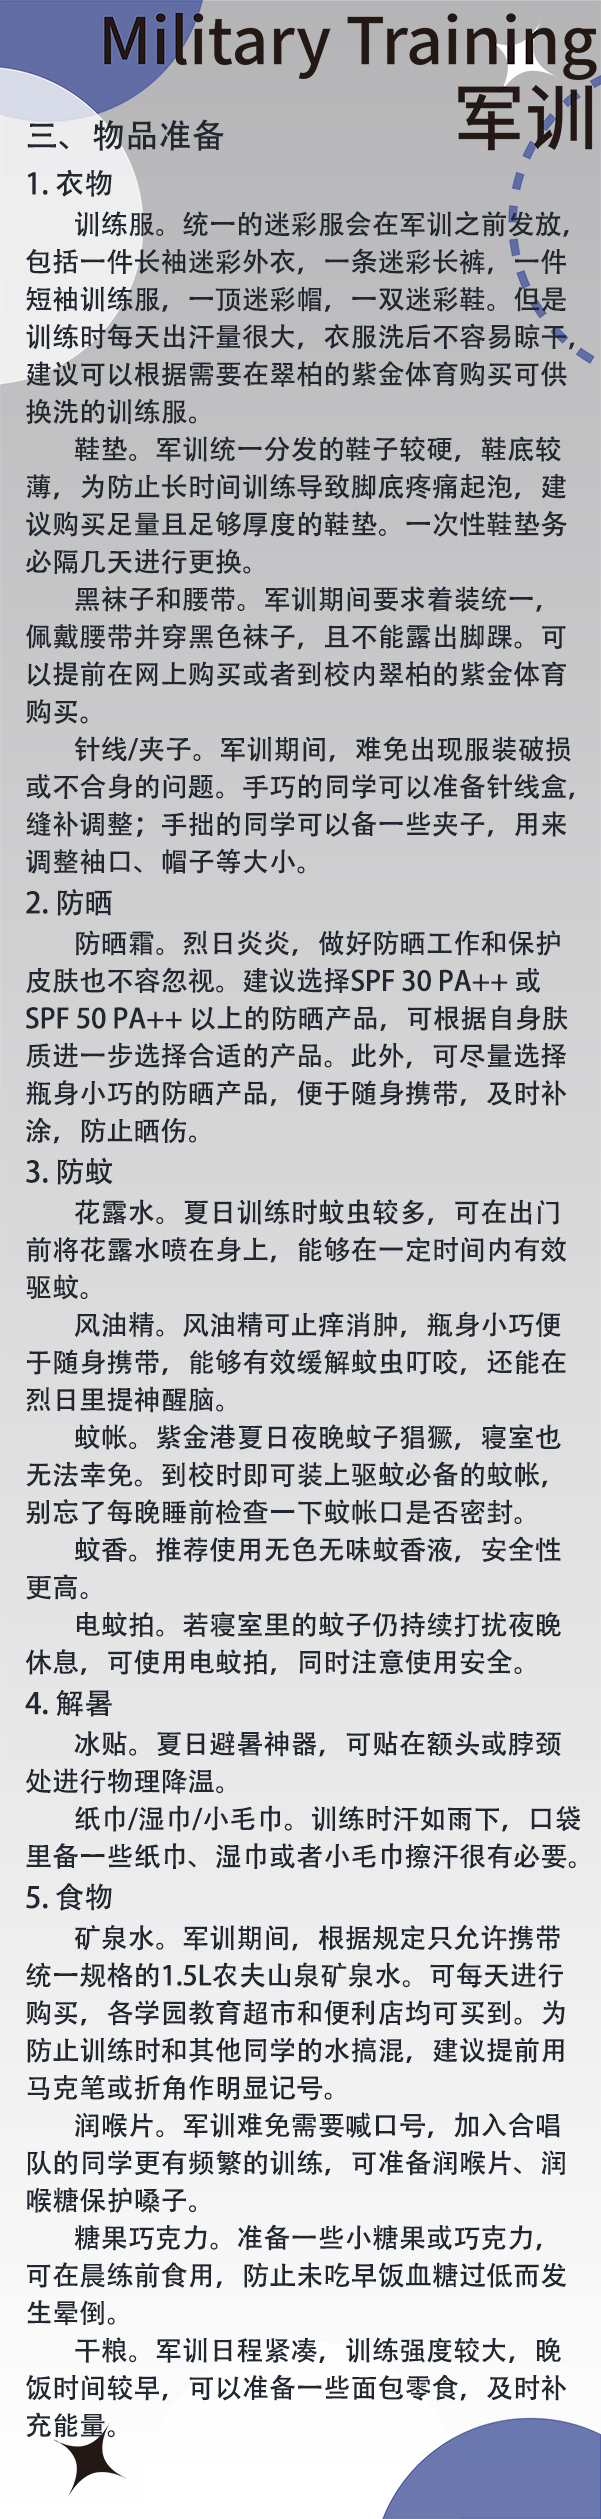 Military Training
军训
三、物品准备
1. 衣物
训练服。统一的迷彩服会在军训之前发放,
包括一件长袖迷彩外衣，一条迷彩长裤，一件
短袖训练服，一顶迷彩帽，一双迷彩鞋。但是
训练时每天出汗量很大，衣服洗后不容易晾干,
建议可以根据需要在翠柏的紫金体育购买可供
换洗的训练服。
鞋垫。军训统一分发的鞋子较硬，鞋底较
薄，为防止长时间训练导致脚底疼痛起泡，建
议购买足量且足够厚度的鞋垫。一次性鞋垫务
必隔几天进行更换。
黑袜子和腰带。军训期间要求着装统一，
佩戴腰带并穿黑色袜子，且不能露出脚踝。可
以提前在网上购买或者到校内翠柏的紫金体育
购买。
针线/夹子。军训期间，难免出现服装破损
或不合身的问题。手巧的同学可以准备针线盒,
缝补调整；手拙的同学可以备一些夹子，用来
调整袖口、帽子等大小。
2. 防晒
防晒霜。烈日炎炎，做好防晒工作和保护
皮肤也不容忽视。建议选择SPF 30 PA++ 或
SPF 50 PA++ 以上的防晒产品，可根据自身肤
质进一步选择合适的产品。此外，可尽量选择
瓶身小巧的防晒产品，便于随身携带，及时补
涂，防止晒伤。
3. 防蚊
花露水。夏日训练时蚊虫较多，可在出门
前将花露水喷在身上，能够在一定时间内有效
驱蚊。
风油精。风油精可止痒消肿，瓶身小巧便
于随身携带，能够有效缓解蚊虫叮咬，还能在
烈日里提神醒脑。
蚊帐。紫金港夏日夜晚蚊子猖獗，寝室也
无法幸免。到校时即可装上驱蚊必备的蚊帐，
别忘了每晚睡前检查一下蚊帐口是否密封。
蚊香。推荐使用无色无味蚊香液，安全性
更高。
电蚊拍。若寝室里的蚊子仍持续打扰夜晚
休息，可使用电蚊拍，同时注意使用安全。
4. 解暑
冰贴。夏日避暑神器，可贴在额头或脖颈
处进行物理降温。
纸巾/湿巾/小毛巾。训练时汗如雨下，口袋
里备一些纸巾、湿巾或者小毛巾擦汗很有必要。
5. 食物
矿泉水。军训期间，根据规定只允许携带
统一规格的1.5L农夫山泉矿泉水。可每天进行
购买，各学园教育超市和便利店均可买到。为
防止训练时和其他同学的水搞混，建议提前用
马克笔或折角作明显记号。
润喉片。军训难免需要喊口号，加入合唱
队的同学更有频繁的训练，可准备润喉片、润
喉糖保护嗓子。
糖果巧克力。准备一些小糖果或巧克力，
可在晨练前食用，防止未吃早饭血糖过低而发
生晕倒。
干粮。军训日程紧凑，训练强度较大，晚
饭时间较早，可以准备一些面包零食，及时补
充能量。